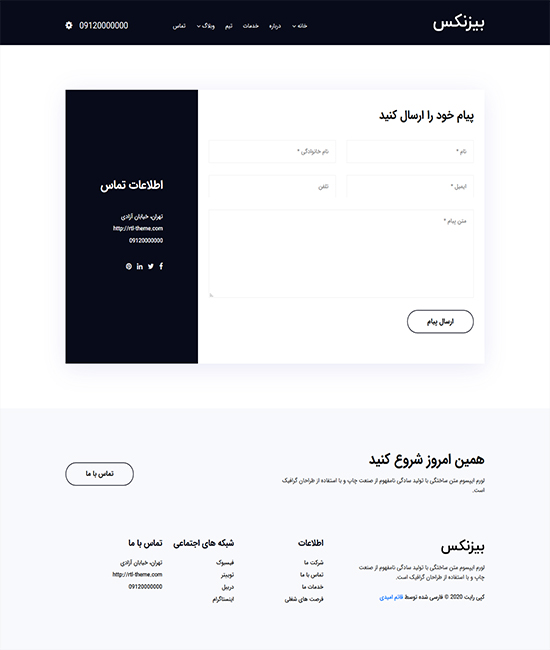 بیزنکس
خانه
درباره
خدمات
تیم
وبلاگ
تماس
09120000000
پیام خود را ارسال کنید
نام *
نام خانوادگی *
ایمیل *
تلفن
متن پیام *
ارسال پیام
اطلاعات تماس
تهران، خیابان آزادی
http://rtl-theme.com
09120000000
همین امروز شروع کنید
لورم ایپسوم متن ساختگی با تولید سادگی نامفهوم از صنعت چاپ و با استفاده از طراحان گرافیک
است.
تماس با ما
بیزنکس
لورم ایپسوم متن ساختگی با تولید سادگی نامفهوم از صنعت
چاپ و با استفاده از طراحان گرافیک است.
کپی رایت 2020 © فارسی شده توسط قائم امیدی
اطلاعات
شرکت ما
تماس با ما
خدمات ما
فرصت های شغلی
شبکه های اجتماعی
فیسبوک
توییتر
دریبل
اینستاگرام
تماس با ما
تهران، خیابان آزادی
http://rtl-theme.com
09120000000